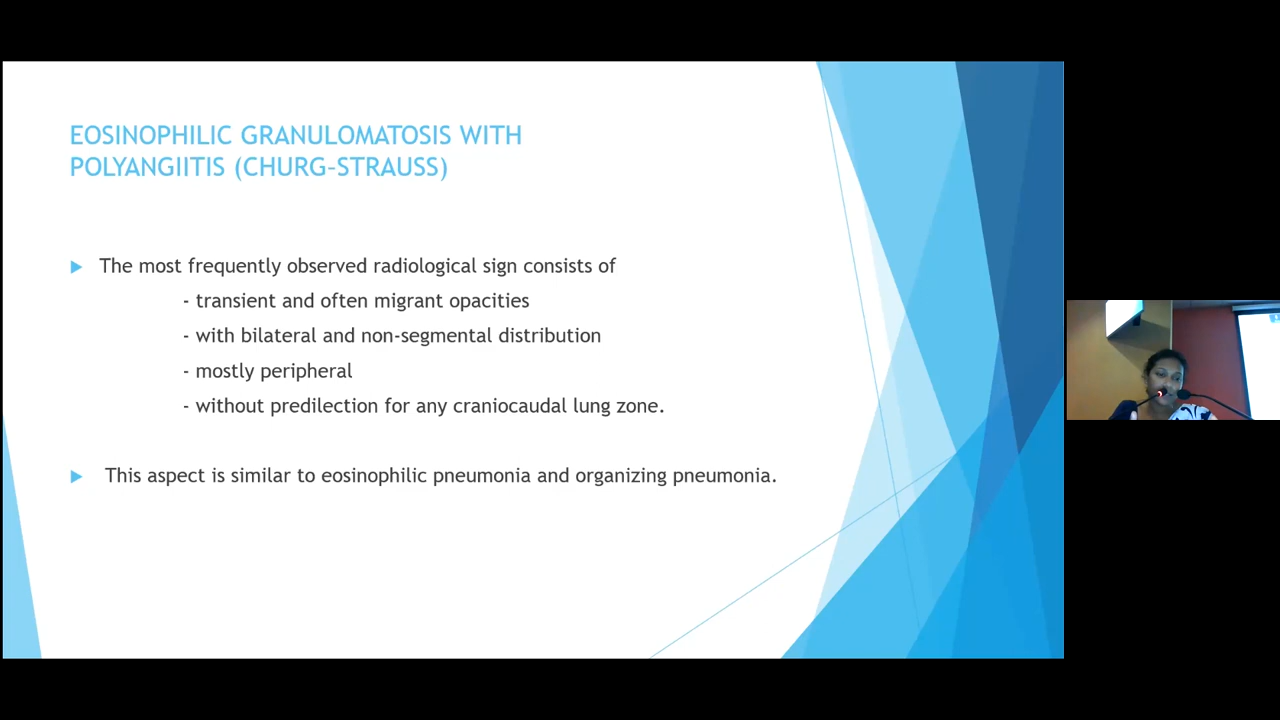 EOSINOPHILIC GRANULOMATOSIS WITH
POLYANGIITIS (CHURG–STRAUSS)
The most frequently observed radiological sign consists of
- transient and often migrant opacities
- with bilateral and non-segmental distribution
- mostly peripheral
- without predilection for any craniocaudal lung zone.
This aspect is similar to eosinophilic pneumonia and organizing pneumonia.